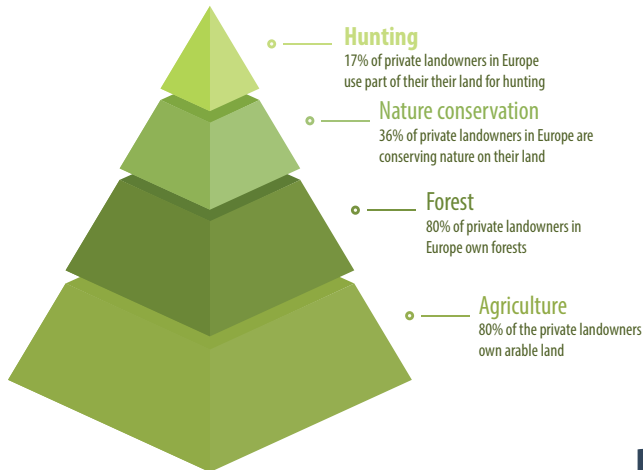 Hunting
17% of private landowners in Europe
use part of their their land for hunting
Nature conservation
36% of private landowners in Europe are
conserving nature on their land
Forest
80% of private landowners in
Europe own forests
Agriculture
80% of the private landowners
own arable land